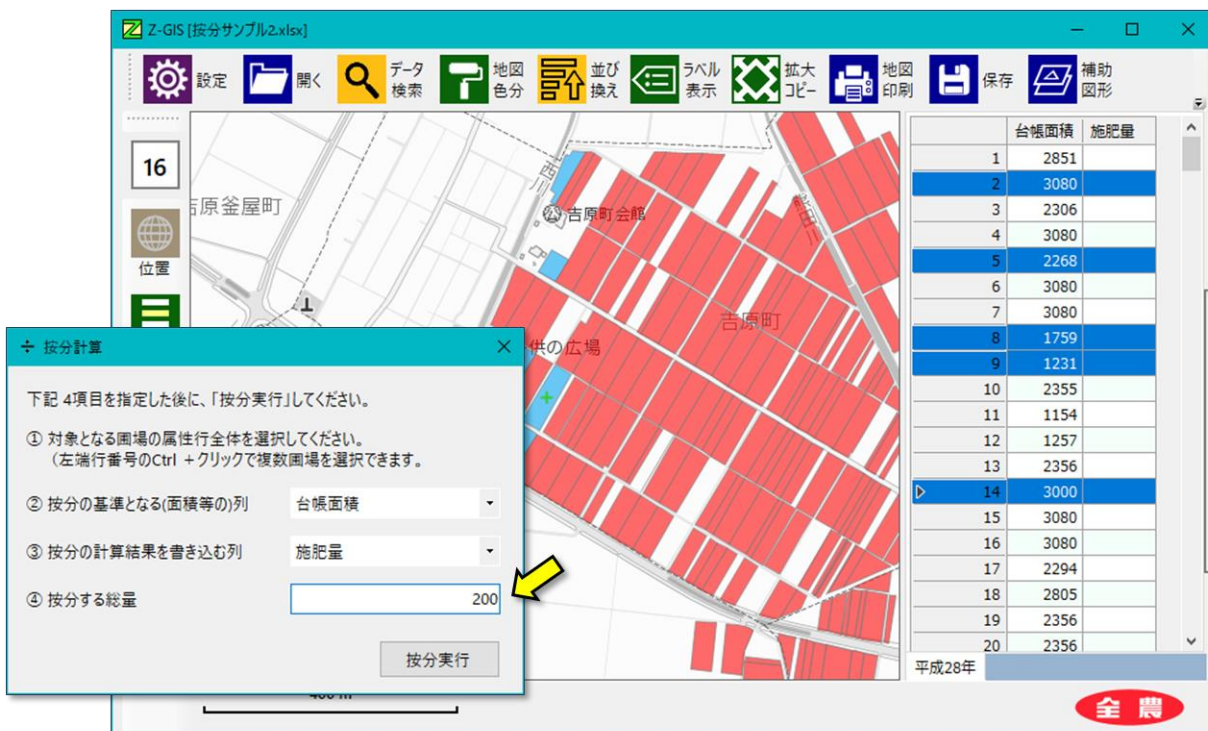 Z-GIS [按分サンプル2.xlsx]
設定
開く
データ
検索
地図
色分
並び
換え
ラベル
表示
拡大
コピー
地図
印刷
保存
補助
図形
16
位置
吉原釜屋町
西川
吉原町会館
吉原町
供の広場
台帳面積 施肥量
1 2851
2 3080
3 2306
4 3080
5 2268
6 3080
7 3080
8 1759
9 1231
10 2355
11 1154
12 1257
13 2356
14 3000
15 3080
16 3080
17 2294
18 2805
19 2356
20 2356
平成28年
按分計算
下記 4項目を指定した後に、「按分実行」してください。
① 対象となる圃場の属性行全体を選択してください。
（左端行番号のCtrl +クリックで複数圃場を選択できます。
② 按分の基準となる(面積等の)列 台帳面積
③ 按分の計算結果を書き込む列 施肥量
④ 按分する総量 200
按分実行
400 m
全農